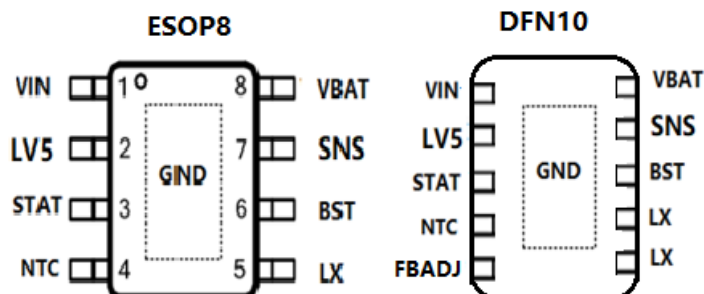 ESOP8
VIN 1 8 VBAT
LV5 2 7 SNS
GND
STAT 3 6 BST
NTC 4 5 LX
DFN10
VIN VBAT
LV5 SNS
STAT GND BST
NTC LX
FBADJ LX